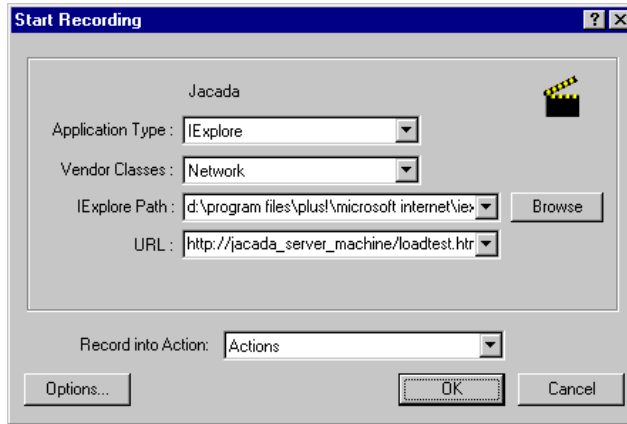 Start Recording
Jacada
Application Type : IExplore
Vendor Classes : Network
IExplore Path : d:\program files\plus!\microsoft internet\iex Browse
URL : http://jacada_server_machine/loadtest.htr
Record into Action: Actions
Options... OK Cancel